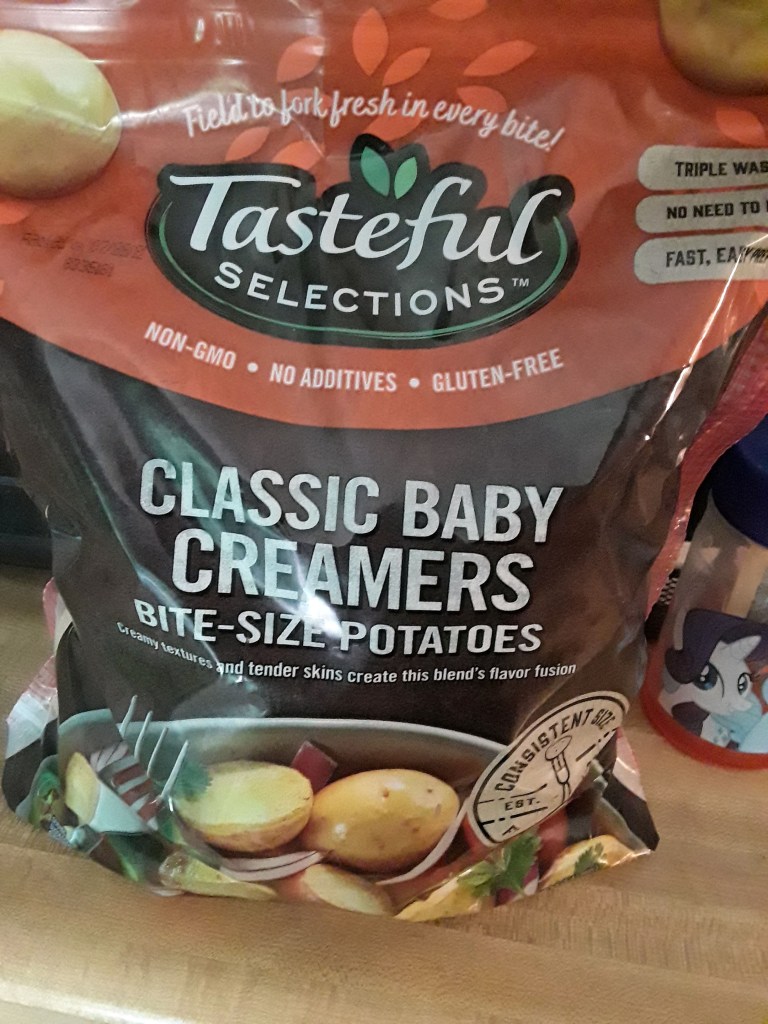 Field to fork fresh in every bite!
Tasteful
SELECTIONS™
TRIPLE WAS
NO NEED TO
FAST, EA
NON-GMO • NO ADDITIVES • GLUTEN-FREE
CLASSIC BABY
CREAMERS
BITE-SIZE POTATOES
Creamy textures and tender skins create this blend's flavor fusion
CONSISTENT SIZE
EST.